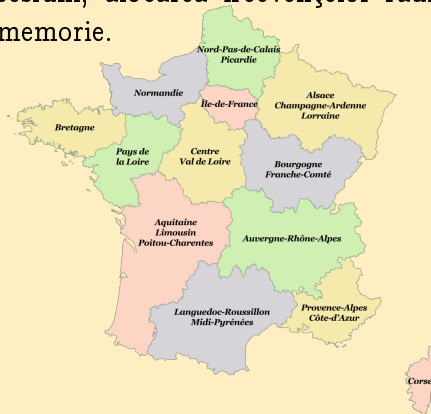 memorie.
Nord-Pas-de-Calais
Picardie
Normandie
Île-de-France
Alsace
Champagne-Ardenne
Lorraine
Bretagne
Pays de
la Loire
Centre
Val de Loire
Bourgogne
Franche-Comté
Aquitaine
Limousin
Poitou-Charentes
Auvergne-Rhône-Alpes
Languedoc-Roussillon
Midi-Pyrénées
Provence-Alpes
Côte-d'Azur
Corse